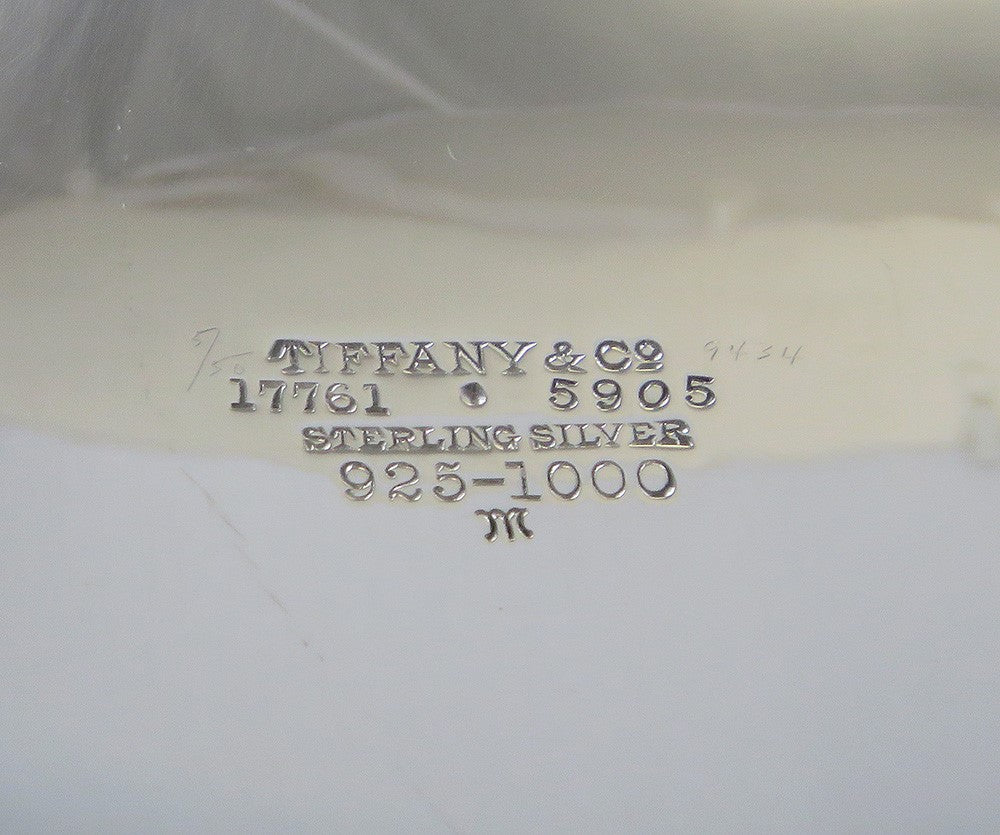 TIFFANY & Co
17761 • 5905
STERLING SILVER
925-1000
M